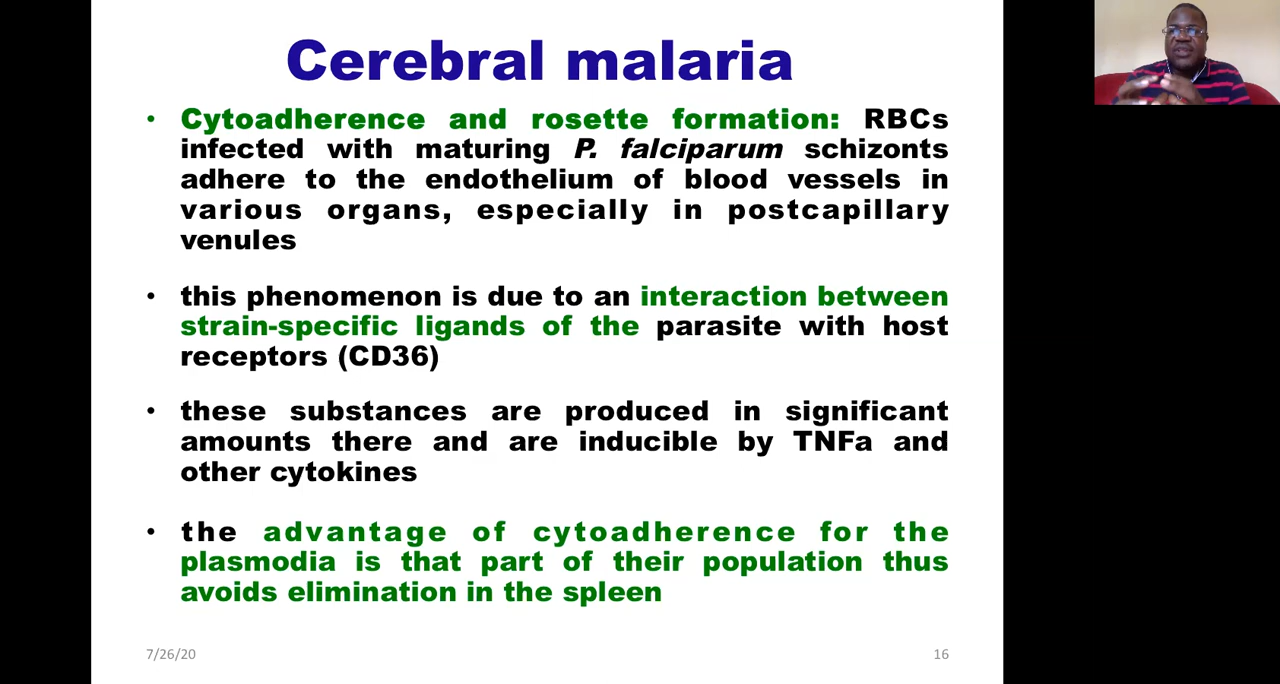 Cerebral malaria
• Cytoadherence and rosette formation: RBCs
infected with maturing P. falciparum schizonts
adhere to the endothelium of blood vessels in
various organs, especially in postcapillary
venules
• this phenomenon is due to an interaction between
strain-specific ligands of the parasite with host
receptors (CD36)
• these substances are produced in significant
amounts there and are inducible by TNFa and
other cytokines
• the advantage of cytoadherence for the
plasmodia is that part of their population thus
avoids elimination in the spleen
7/26/20
16